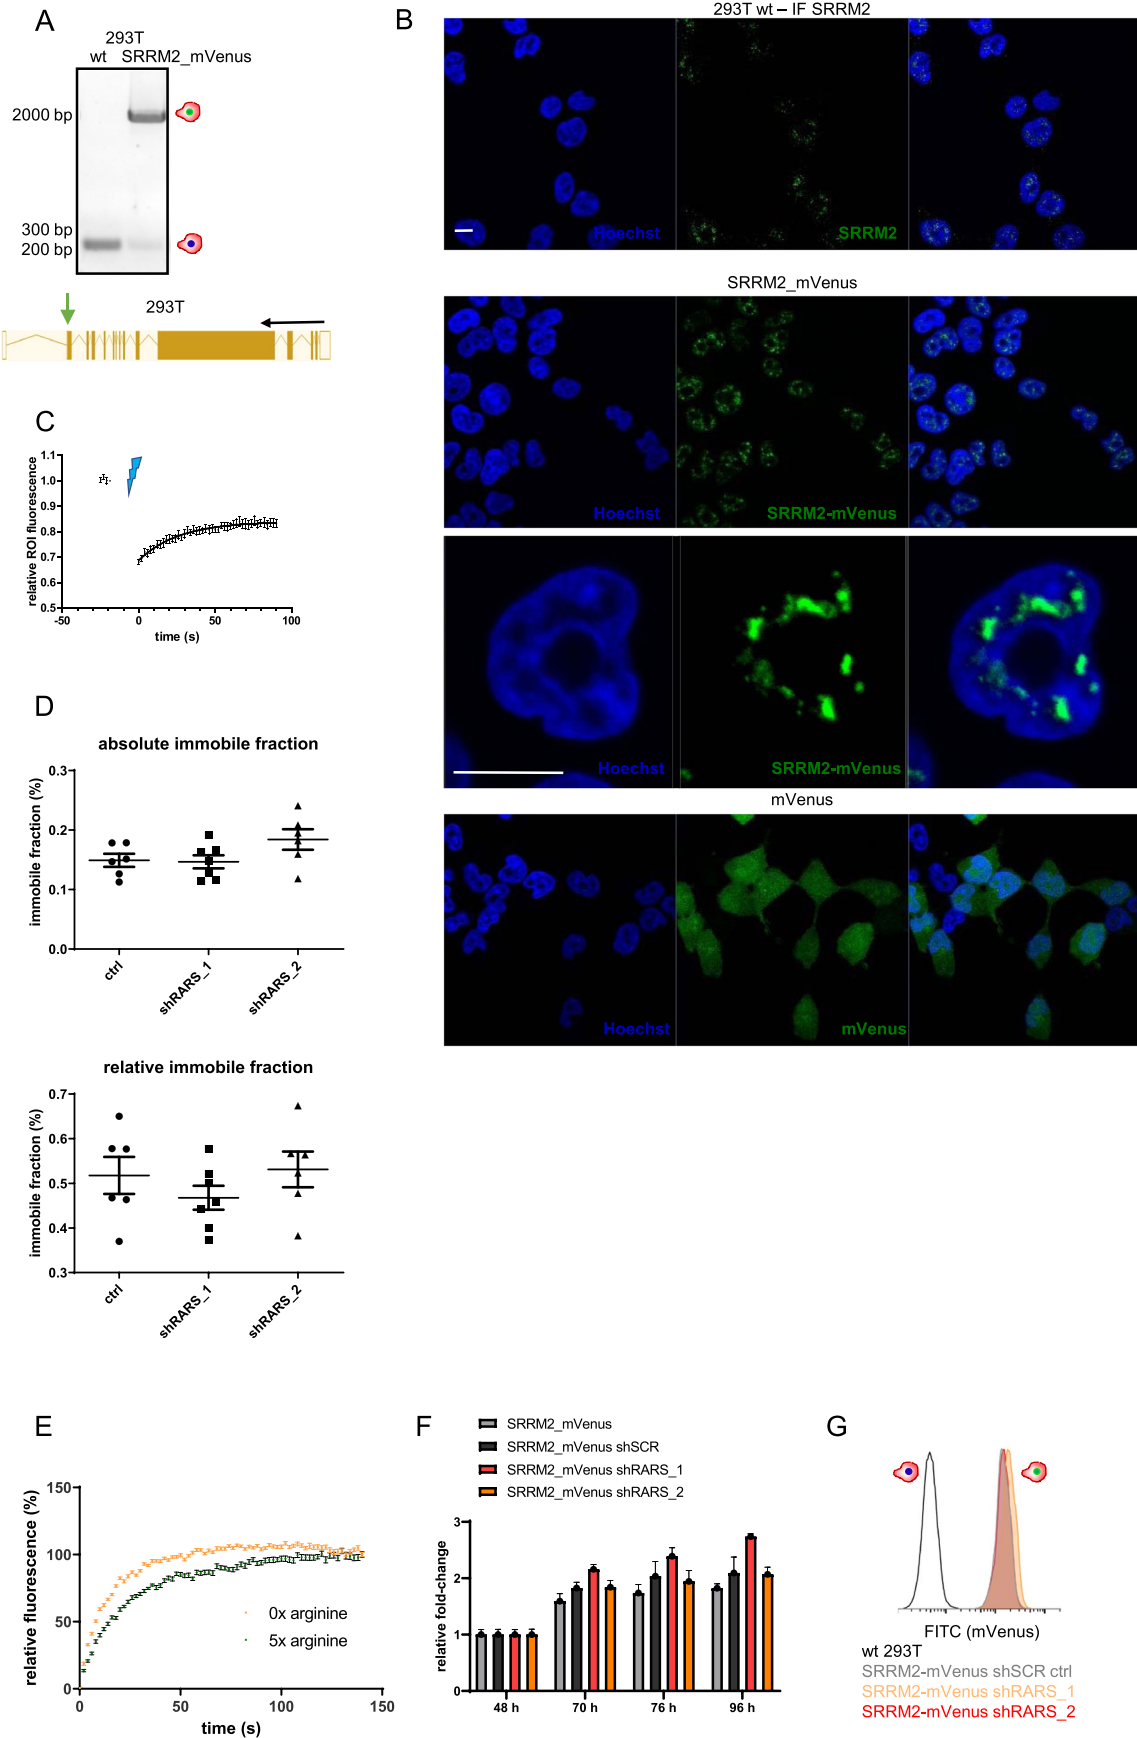 A
293T
wt SRRM2_mVenus
2000 bp
300 bp
200 bp
293T
B
293T wt – IF SRRM2
Hoechst
SRRM2
SRRM2_mVenus
Hoechst
SRRM2-mVenus
Hoechst
SRRM2-mVenus
mVenus
Hoechst
mVenus
C
relative ROI fluorescence
1.1
1.0
0.9
0.8
0.7
0.6
0.5
-50 0 50 100
time (s)
D
absolute immobile fraction
immobile fraction (%)
0.3
0.2
0.1
0.0
ctrl
shRARS_1
shRARS_2
relative immobile fraction
immobile fraction (%)
0.7
0.6
0.5
0.4
0.3
ctrl
shRARS_1
shRARS_2
E
relative fluorescence (%)
150
100
50
0
0 50 100 150
time (s)
0x arginine
5x arginine
F
SRRM2_mVenus
SRRM2_mVenus shSCR
SRRM2_mVenus shRARS_1
SRRM2_mVenus shRARS_2
relative fold-change
3
2
1
0
48 h 70 h 76 h 96 h
G
FITC (mVenus)
wt 293T
SRRM2-mVenus shSCR ctrl
SRRM2-mVenus shRARS_1
SRRM2-mVenus shRARS_2